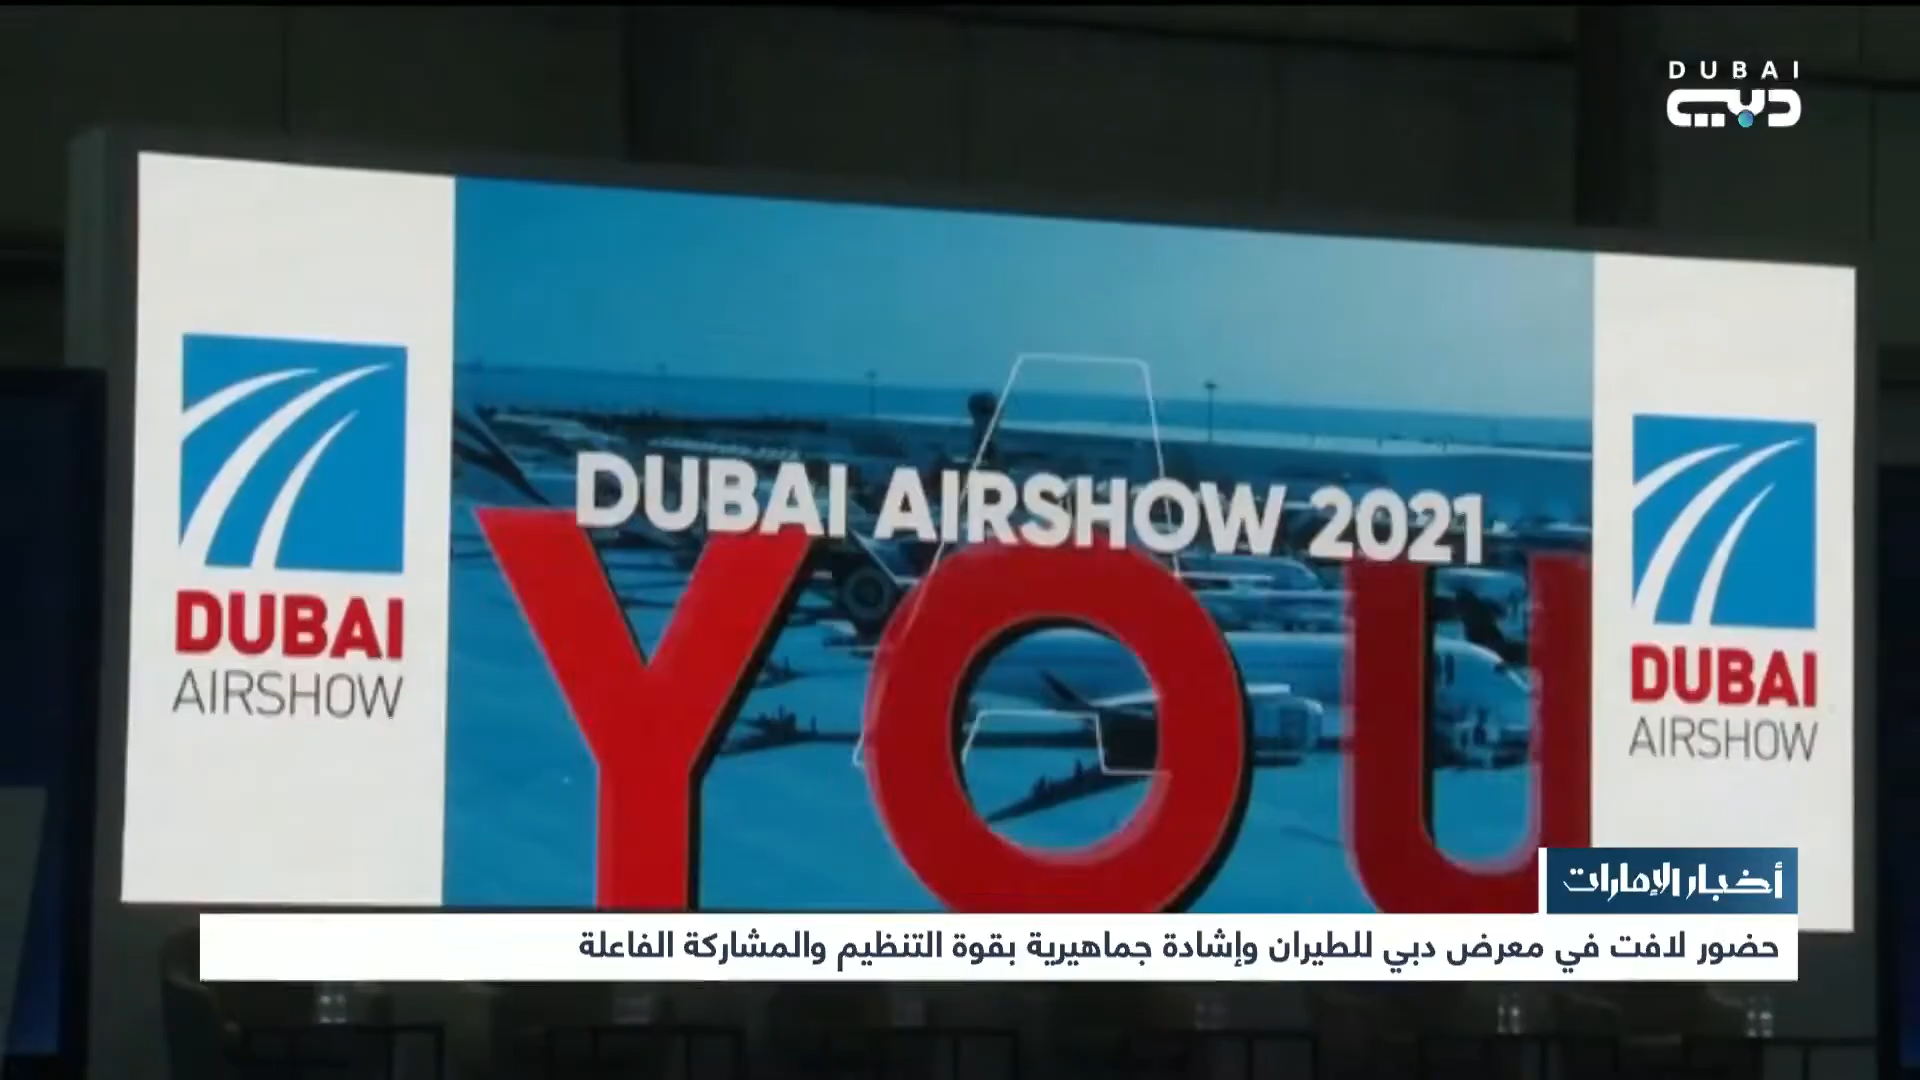 DUBAI
دبي
DUBAI AIRSHOW 2021
YOU
DUBAI
AIRSHOW
DUBAI
AIRSHOW
أخبار الإمارات
حضور لافت في معرض دبي للطيران وإشادة جماهيرية بقوة التنظيم والمشاركة الفاعلة